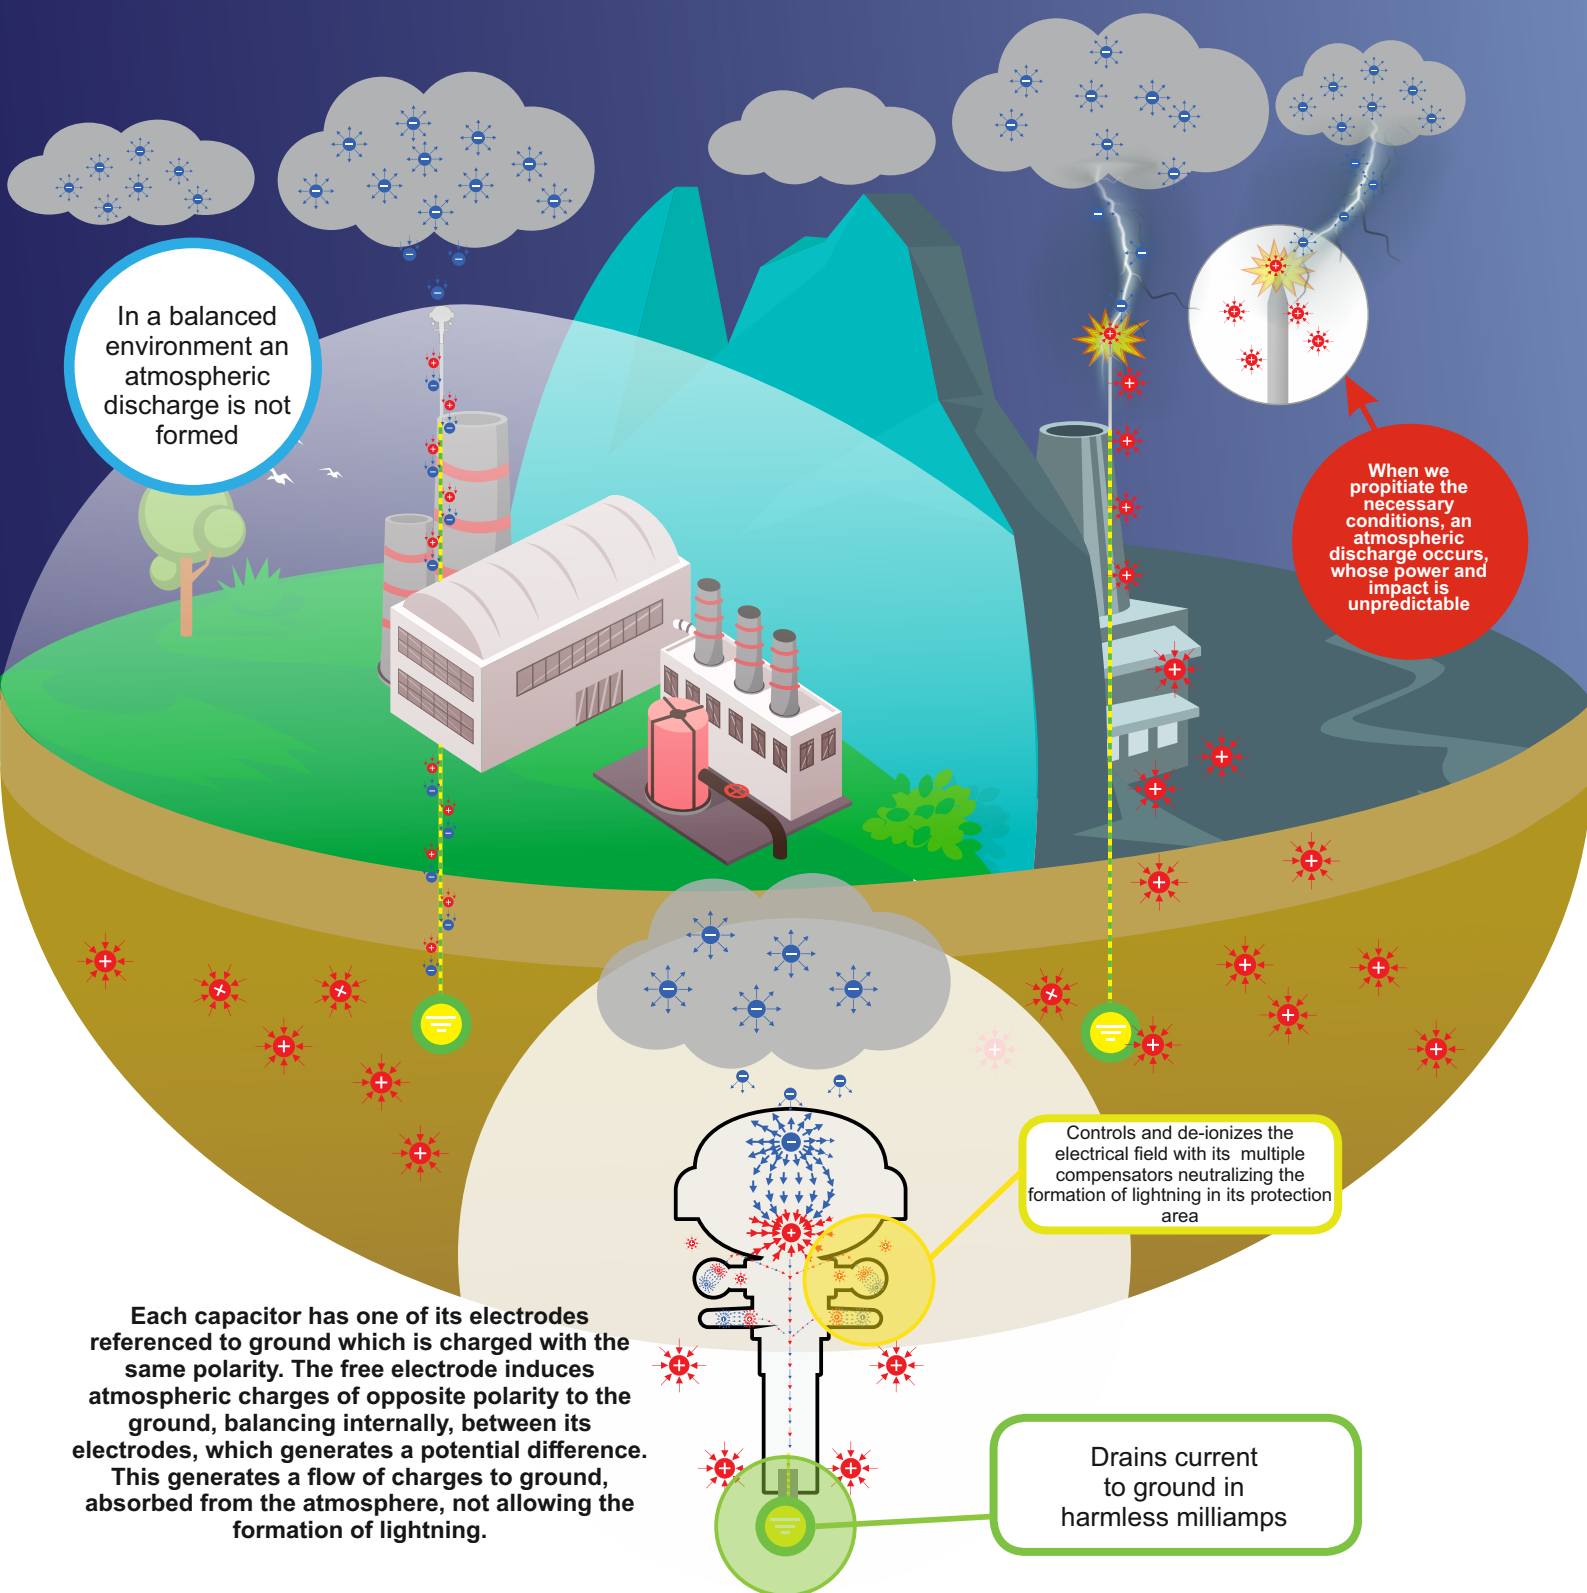 In a balanced
environment an
atmospheric
discharge is not
formed
When we
propitiate the
necessary
conditions, an
atmospheric
discharge occurs,
whose power and
impact is
unpredictable
Controls and de-ionizes the
electrical field with its multiple
compensators neutralizing the
formation of lightning in its protection
area
Each capacitor has one of its electrodes
referenced to ground which is charged with the
same polarity. The free electrode induces
atmospheric charges of opposite polarity to the
ground, balancing internally, between its
electrodes, which generates a potential difference.
This generates a flow of charges to ground,
absorbed from the atmosphere, not allowing the
formation of lightning.
Drains current
to ground in
harmless milliamps